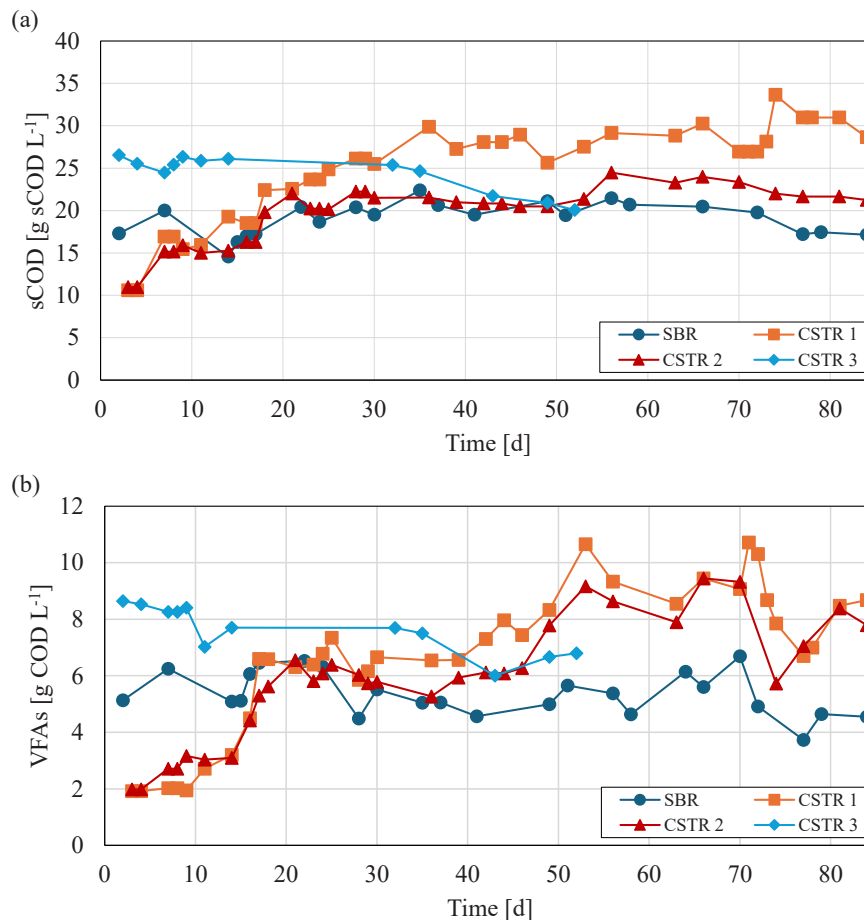 (a)
40
35
30
25
20
15
10
5
0
sCOD [g sCOD L⁻¹]
SBR CSTR 1
CSTR 2 CSTR 3
0 10 20 30 40 50 60 70 80
Time [d]
(b)
12
10
8
6
4
2
0
VFAs [g COD L⁻¹]
SBR CSTR 1
CSTR 2 CSTR 3
0 10 20 30 40 50 60 70 80
Time [d]